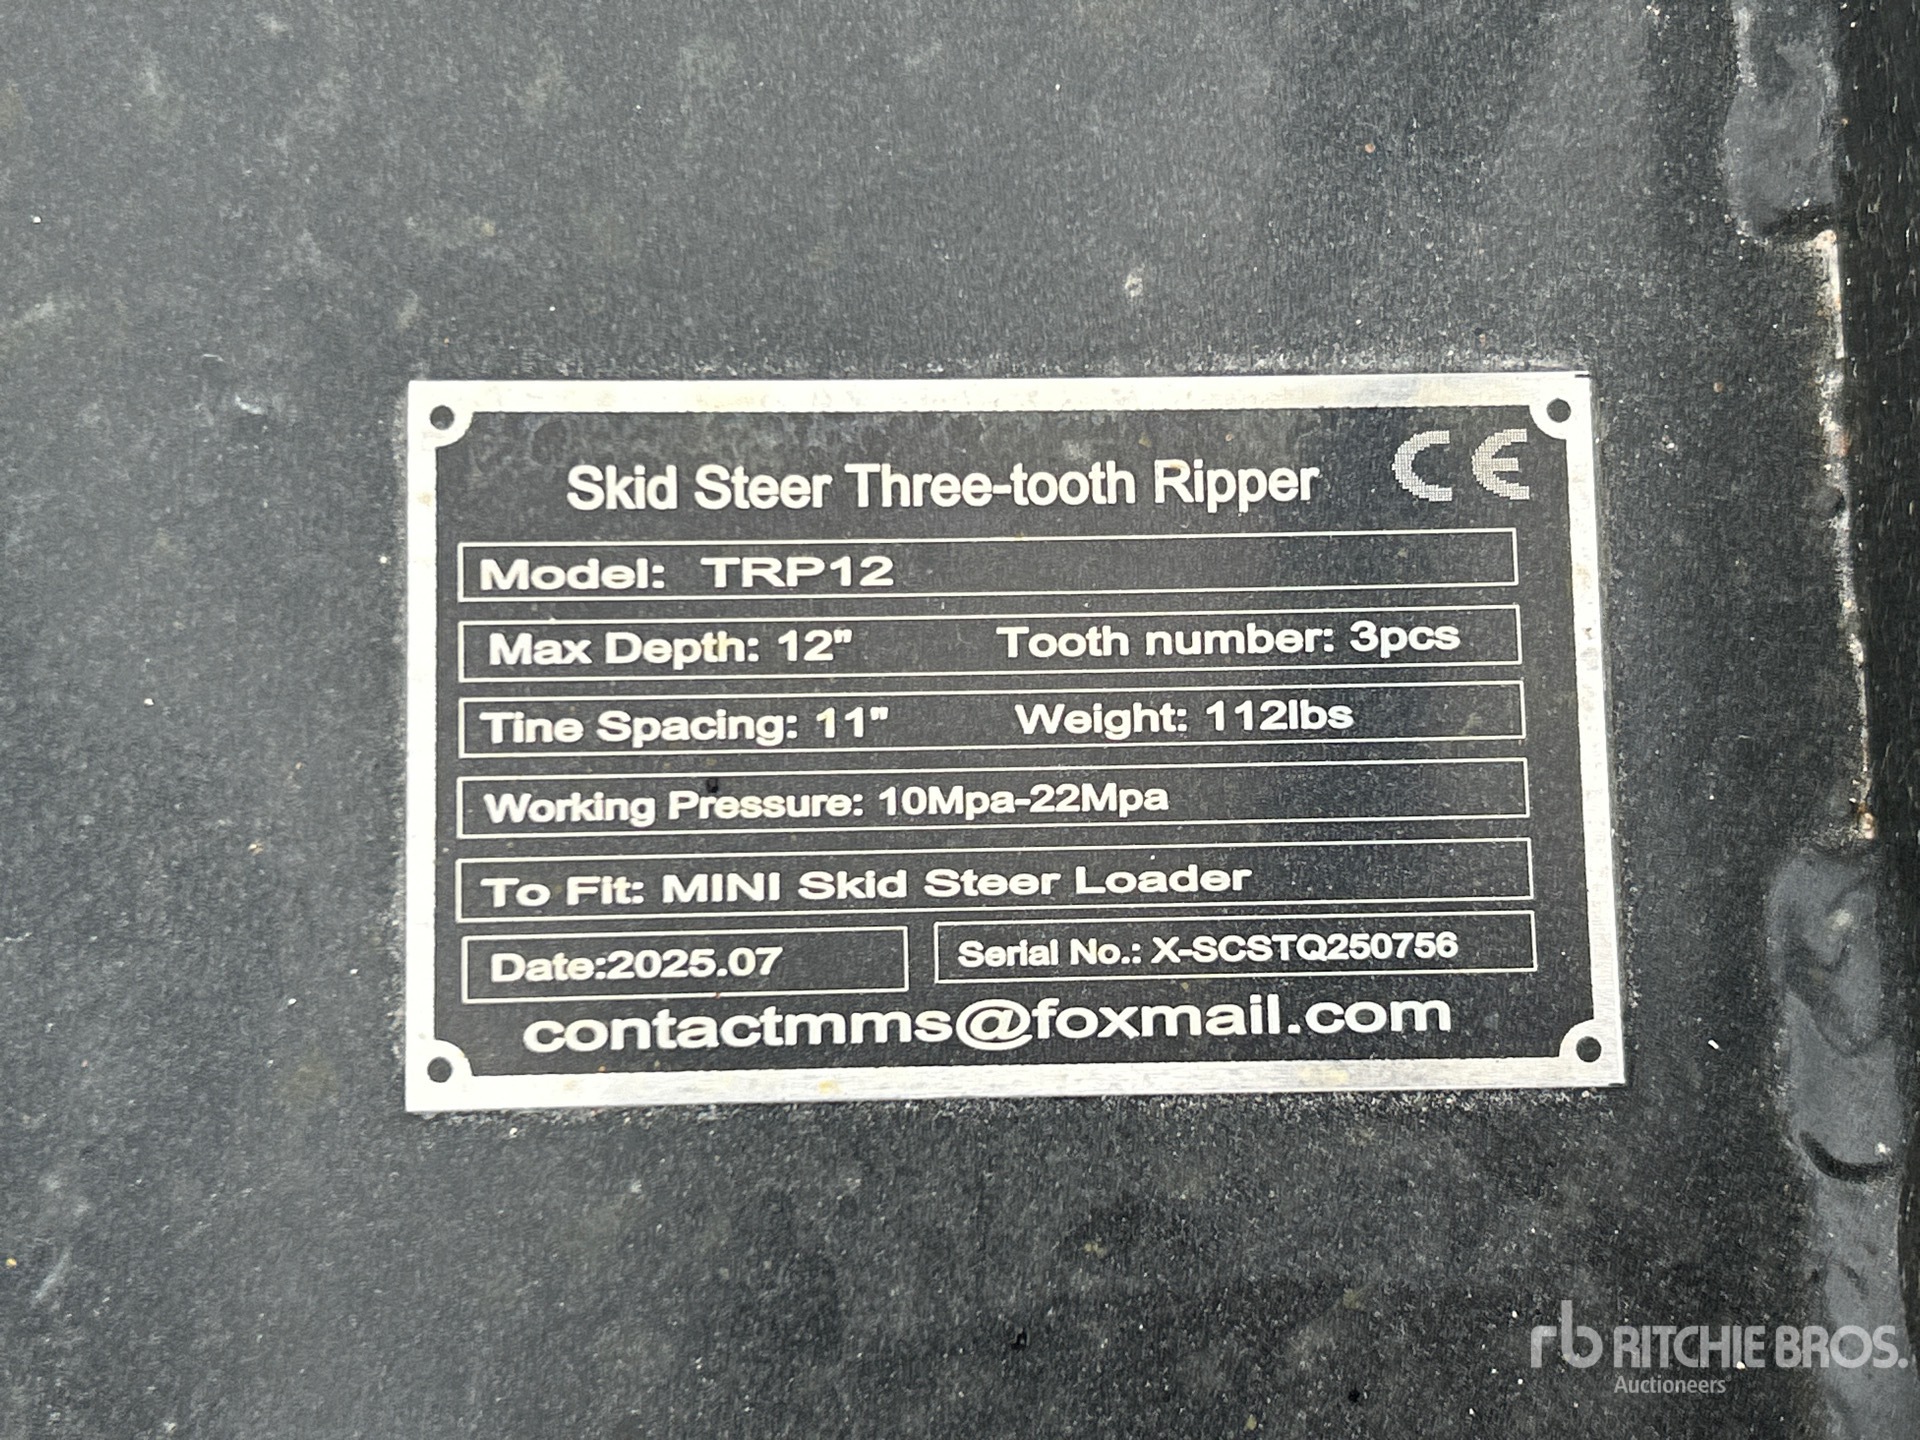 Skid Steer Three-tooth Ripper CE
Model: TRP12
Max Depth: 12" Tooth number: 3pcs
Tine Spacing: 11" Weight: 112lbs
Working Pressure: 10Mpa-22Mpa
To Fit: MINI Skid Steer Loader
Date:2025.07 Serial No.: X-SCSTQ250756
contactmms@foxmail.com
rb RITCHIE BROS.
Auctioneers